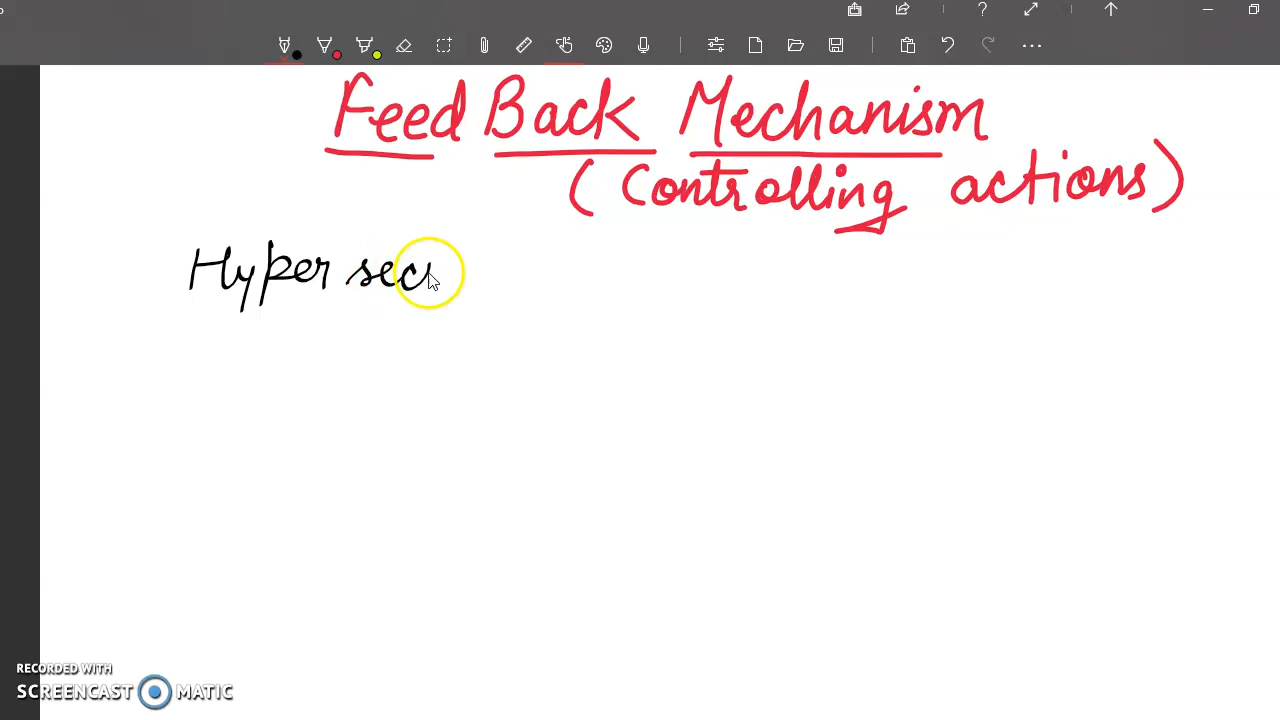 Feed Back Mechanism
(Controlling actions)
Hyper sec
RECORDED WITH
SCREENCAST MATIC